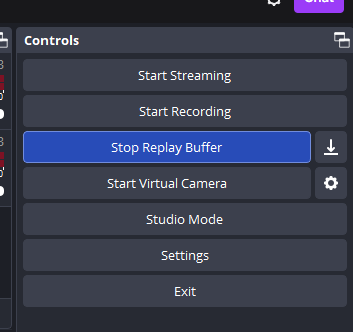 Chat
Controls
Start Streaming
Start Recording
Stop Replay Buffer
Start Virtual Camera
Studio Mode
Settings
Exit